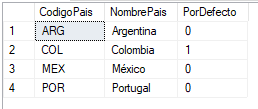 CodigoPais NombrePais PorDefecto
1 ARG Argentina 0
2 COL Colombia 1
3 MEX México 0
4 POR Portugal 0